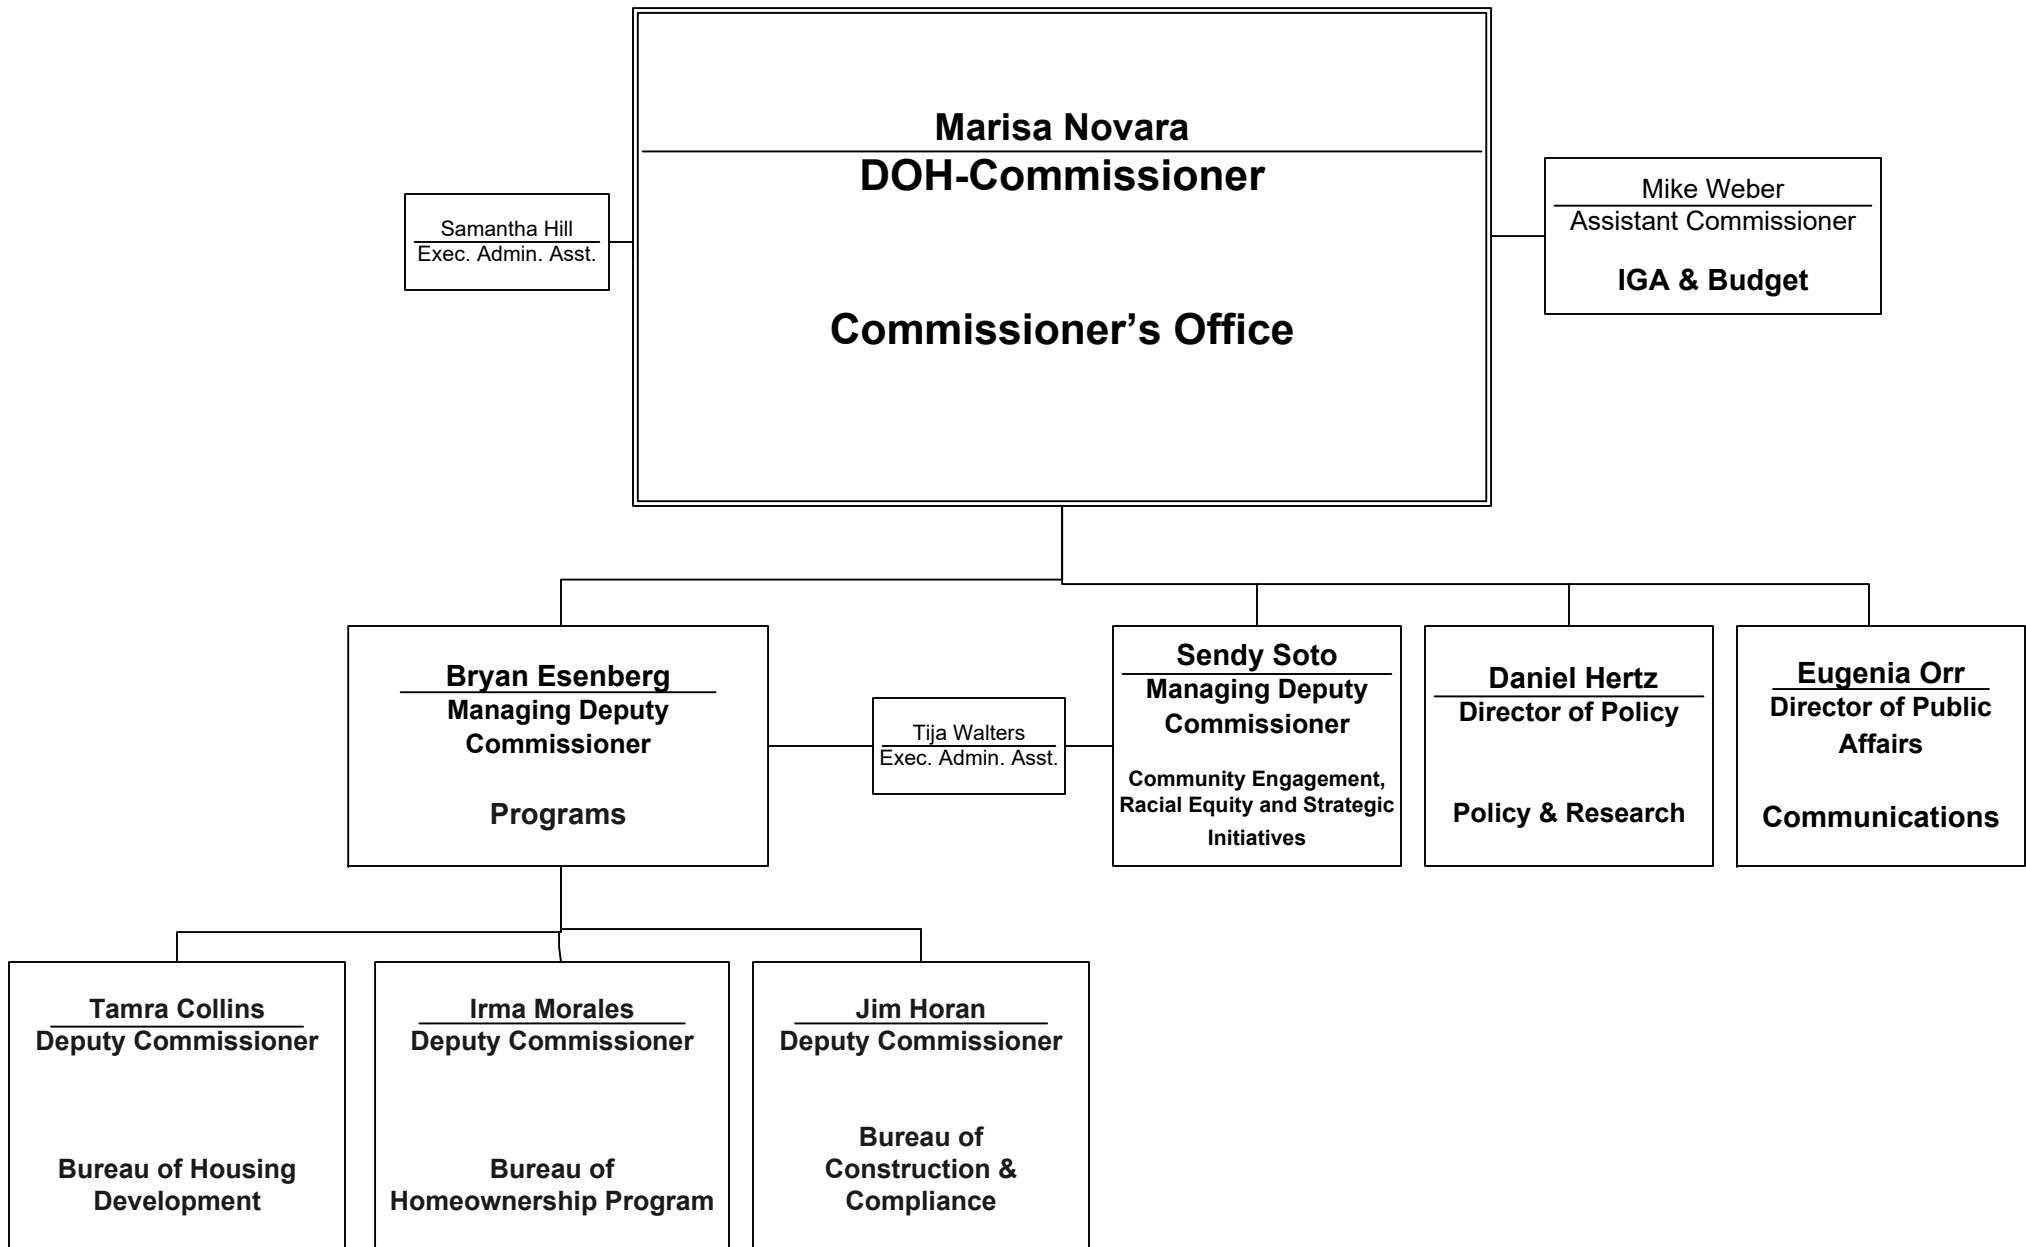 Marisa Novara
DOH-Commissioner
Commissioner’s Office
Samantha Hill
Exec. Admin. Asst.
Mike Weber
Assistant Commissioner
IGA & Budget
Bryan Esenberg
Managing Deputy
Commissioner
Programs
Tija Walters
Exec. Admin. Asst.
Sendy Soto
Managing Deputy
Commissioner
Community Engagement,
Racial Equity and Strategic
Initiatives
Daniel Hertz
Director of Policy
Policy & Research
Eugenia Orr
Director of Public
Affairs
Communications
Tamra Collins
Deputy Commissioner
Bureau of Housing
Development
Irma Morales
Deputy Commissioner
Bureau of
Homeownership Program
Jim Horan
Deputy Commissioner
Bureau of
Construction &
Compliance